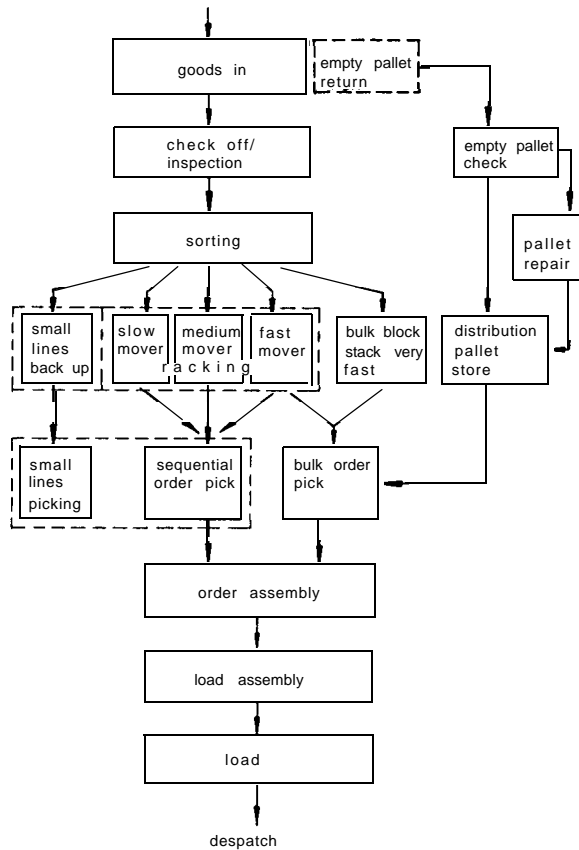 goods in
empty pallet
return
check off/
inspection
empty pallet
check
sorting
pallet
repair
small
lines
back up
slow
mover
medium
mover
fast
mover
racking
bulk block
stack very
fast
distribution
pallet
store
small
lines
picking
sequential
order pick
bulk order
pick
order assembly
load assembly
load
despatch